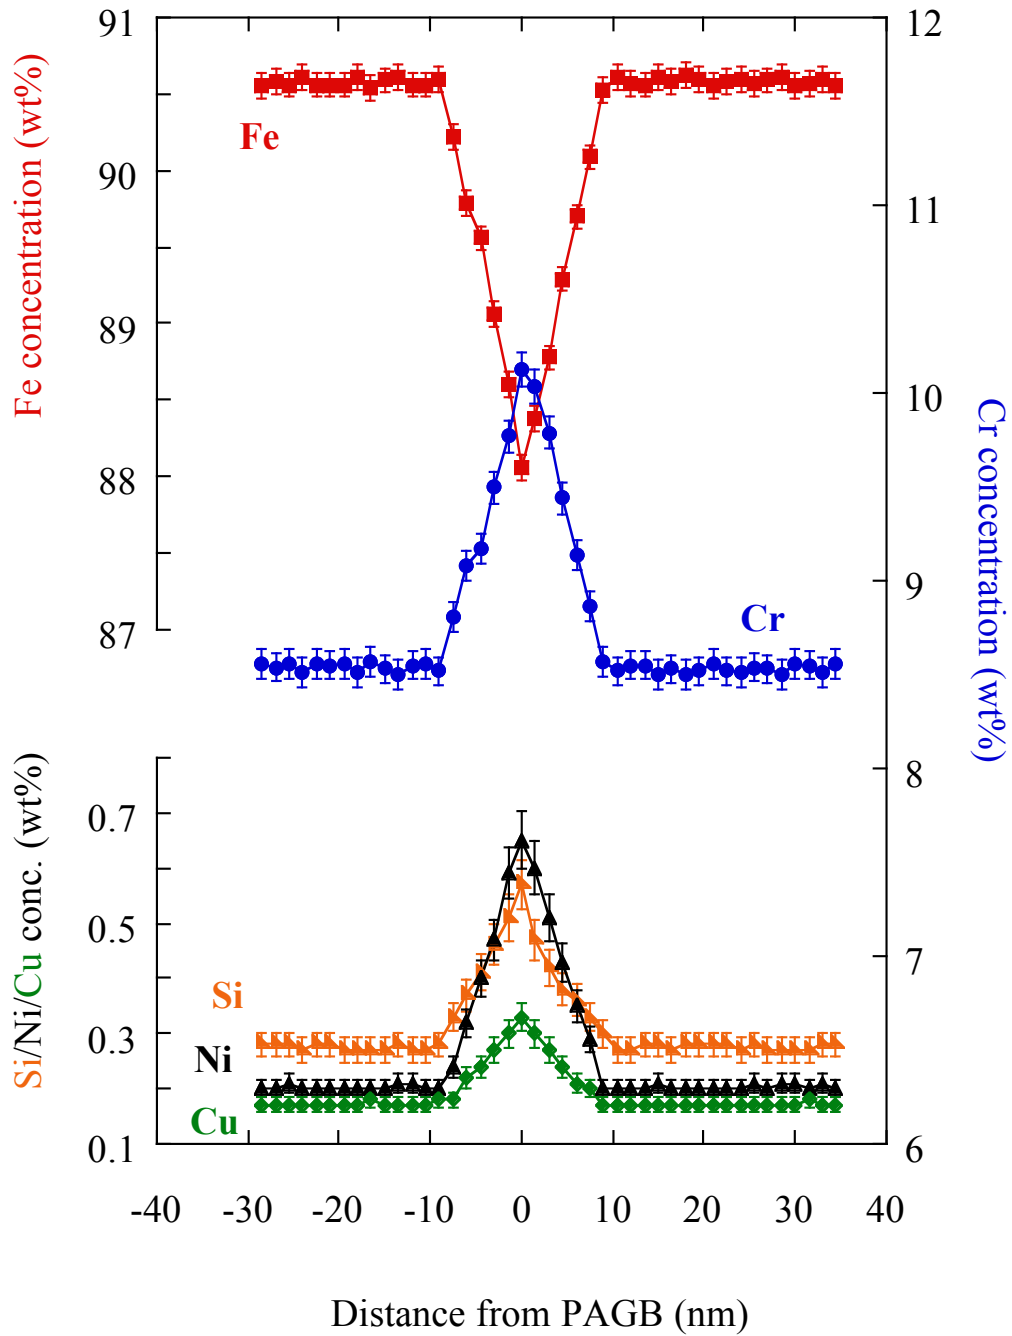 91
90
89
88
87
Fe concentration (wt%)
12
11
10
9
8
7
6
Cr concentration (wt%)
Fe
Cr
0.7
0.5
0.3
0.1
Si/Ni/Cu conc. (wt%)
Si
Ni
Cu
-40 -30 -20 -10 0 10 20 30 40
Distance from PAGB (nm)